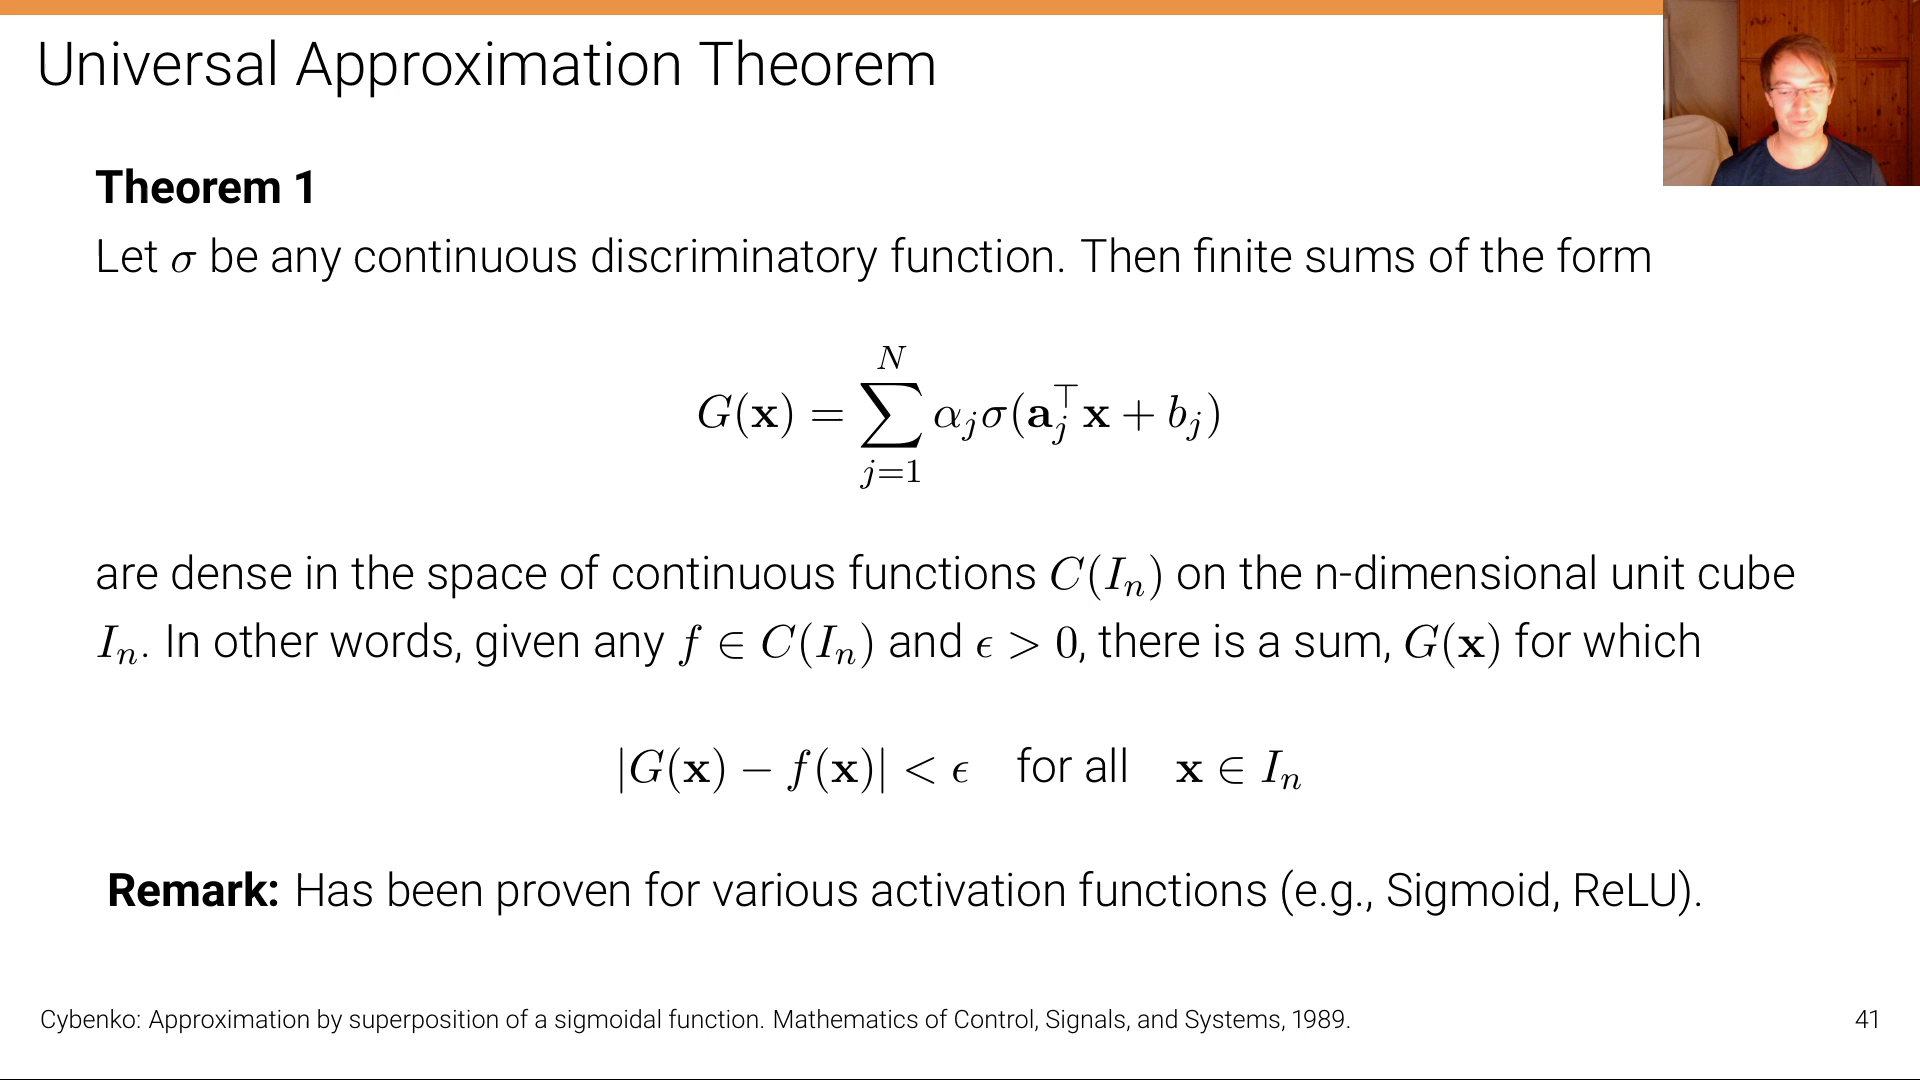 Universal Approximation Theorem
Theorem 1
Let σ be any continuous discriminatory function. Then finite sums of the form
G(𝐱) = ∑_{j=1}^{N} α_j σ(𝐚_j^⊤ 𝐱 + b_j)
are dense in the space of continuous functions C(I_n) on the n-dimensional unit cube
I_n. In other words, given any f ∈ C(I_n) and ϵ > 0, there is a sum, G(𝐱) for which
|G(𝐱) − f(𝐱)| < ϵ for all 𝐱 ∈ I_n
Remark: Has been proven for various activation functions (e.g., Sigmoid, ReLU).
Cybenko: Approximation by superposition of a sigmoidal function. Mathematics of Control, Signals, and Systems, 1989.
41